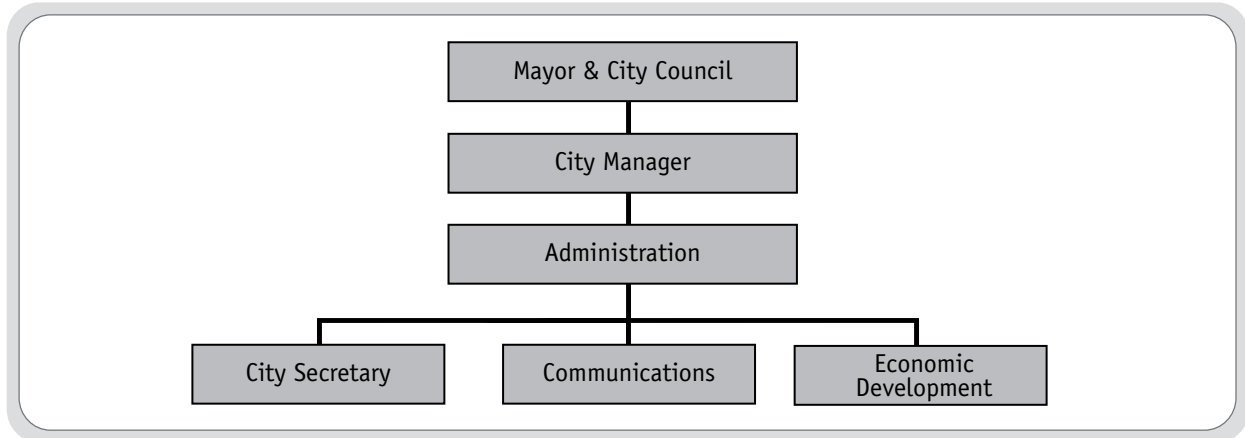 Mayor & City Council
City Manager
Administration
City Secretary
Communications
Economic
Development